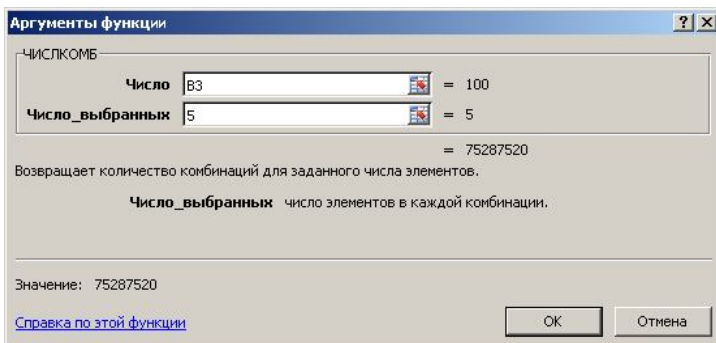 Аргументы функции
ЧИСЛКОМБ
Число B3 = 100
Число_выбранных 5 = 5
= 75287520
Возвращает количество комбинаций для заданного числа элементов.
Число_выбранных число элементов в каждой комбинации.
Значение: 75287520
Справка по этой функции
ОК Отмена